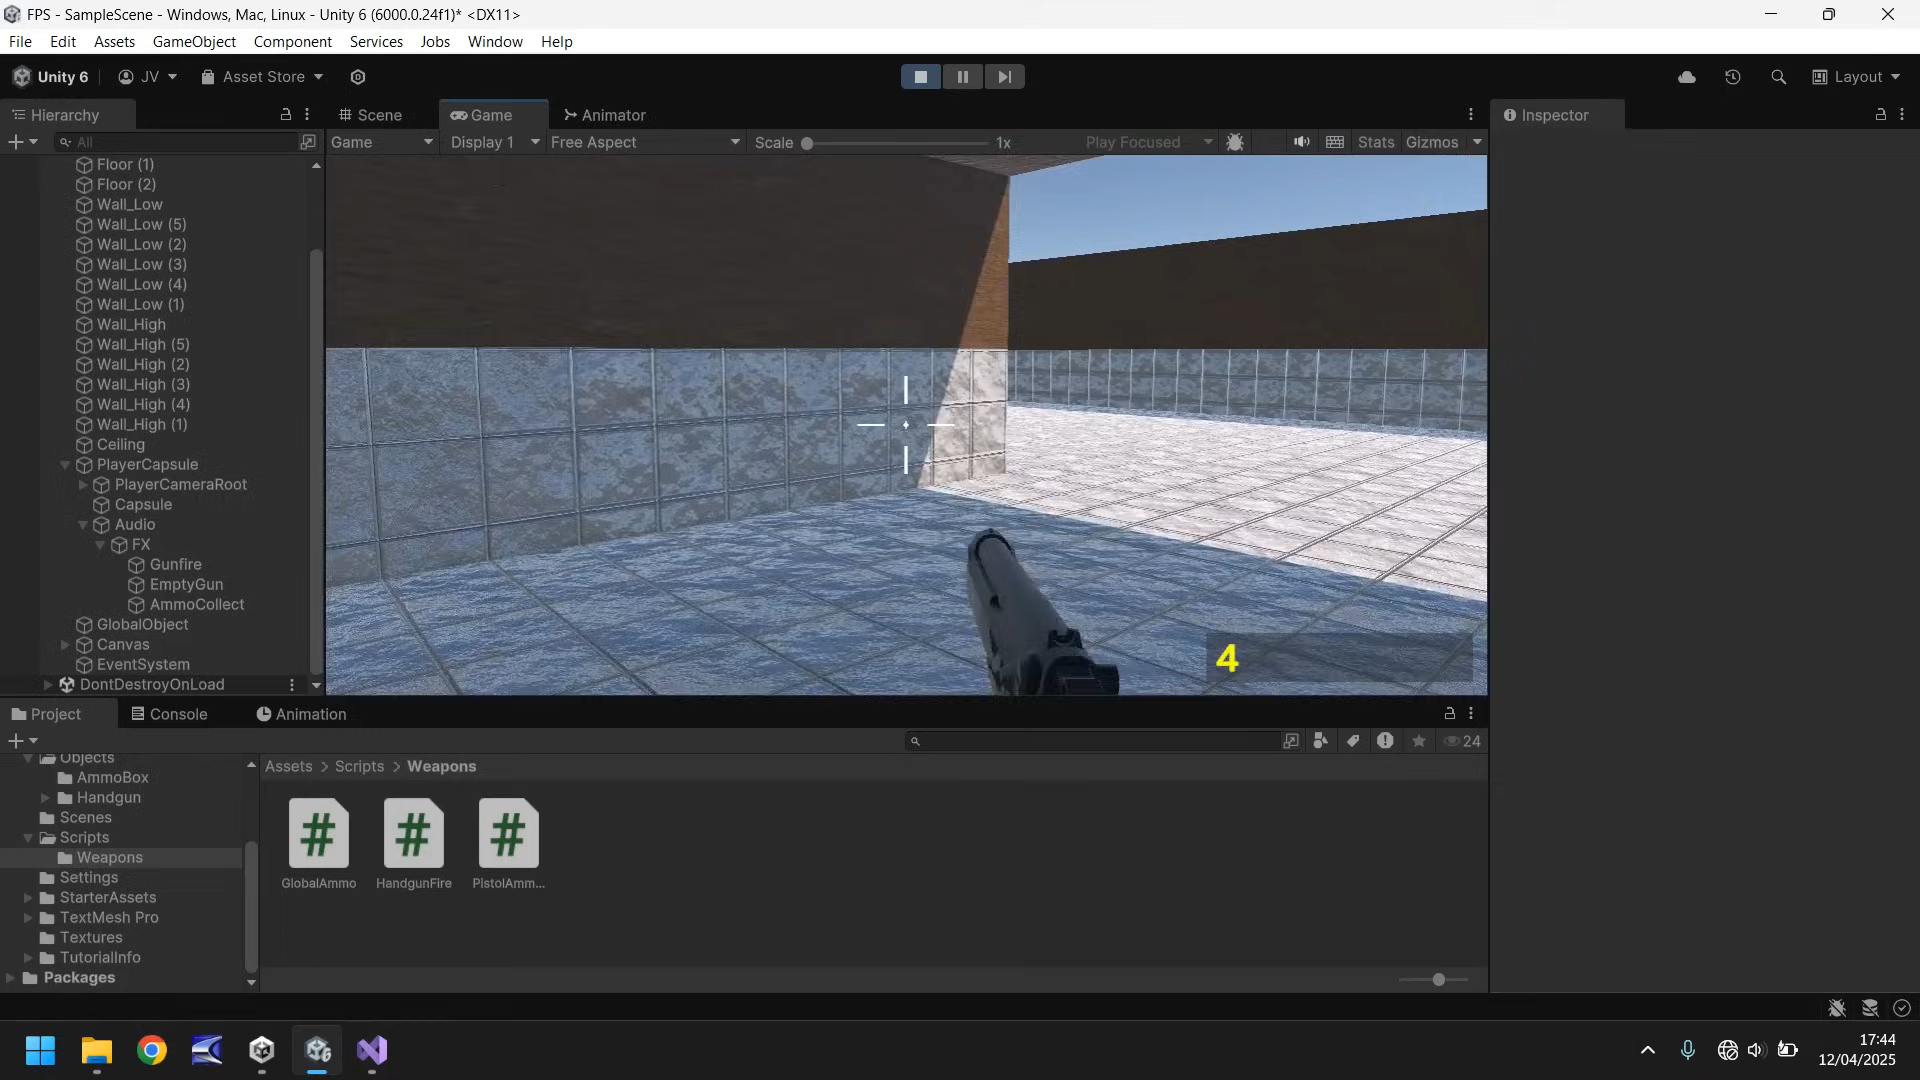 FPS - SampleScene - Windows, Mac, Linux - Unity 6 (6000.0.24f1)* <DX11>
File Edit Assets GameObject Component Services Jobs Window Help
Unity 6 JV Asset Store Layout
Hierarchy Scene Game Animator Inspector
All Game Display 1 Free Aspect Scale 1x Play Focused Stats Gizmos
Floor (1)
Floor (2)
Wall_Low
Wall_Low (5)
Wall_Low (2)
Wall_Low (3)
Wall_Low (4)
Wall_Low (1)
Wall_High
Wall_High (5)
Wall_High (2)
Wall_High (3)
Wall_High (4)
Wall_High (1)
Ceiling
PlayerCapsule
PlayerCameraRoot
Capsule
Audio
FX
Gunfire
EmptyGun
AmmoCollect
GlobalObject
Canvas
EventSystem
DontDestroyOnLoad
4
Project Console Animation
24
Objects
AmmoBox
Handgun
Scenes
Scripts
Weapons
Settings
StarterAssets
TextMesh Pro
Textures
TutorialInfo
Packages
Assets > Scripts > Weapons
GlobalAmmo HandgunFire PistolAmm...
17:44
12/04/2025